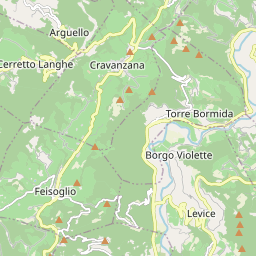 Arguello
Cravanzana
Cerretto Langhe
Torre Bormida
Borgo Violette
Feisoglio
Levice